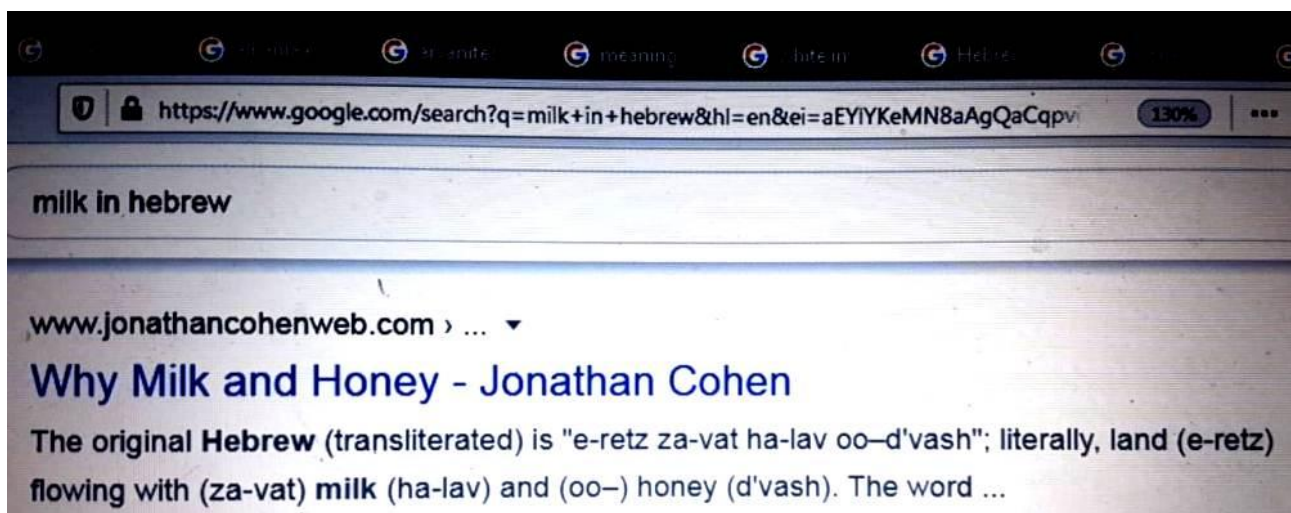 meaning
https://www.google.com/search?q=milk+in+hebrew&hl=en&ei=aEYlYKeMN8aAgQaCqpv
130%
milk in hebrew
www.jonathancohenweb.com › ...
Why Milk and Honey - Jonathan Cohen
The original Hebrew (transliterated) is "e-retz za-vat ha-lav oo–d'vash"; literally, land (e-retz)
flowing with (za-vat) milk (ha-lav) and (oo–) honey (d'vash). The word ...